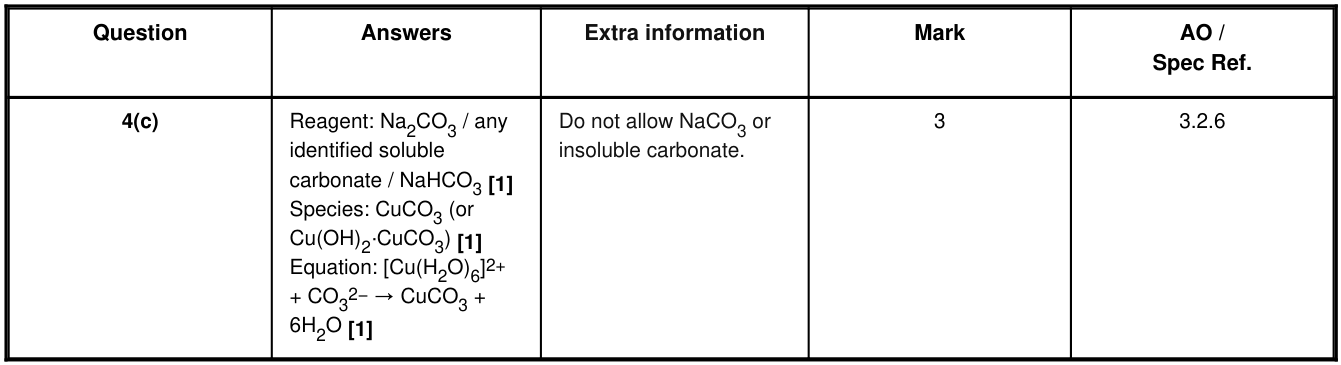 Question Answers Extra information Mark AO /
Spec Ref.
4(c) Reagent: Na₂CO₃ / any Do not allow NaCO₃ or 3 3.2.6
identified soluble insoluble carbonate.
carbonate / NaHCO₃ [1]
Species: CuCO₃ (or
Cu(OH)₂·CuCO₃) [1]
Equation: [Cu(H₂O)₆]²⁺
+ CO₃²⁻ → CuCO₃ +
6H₂O [1]